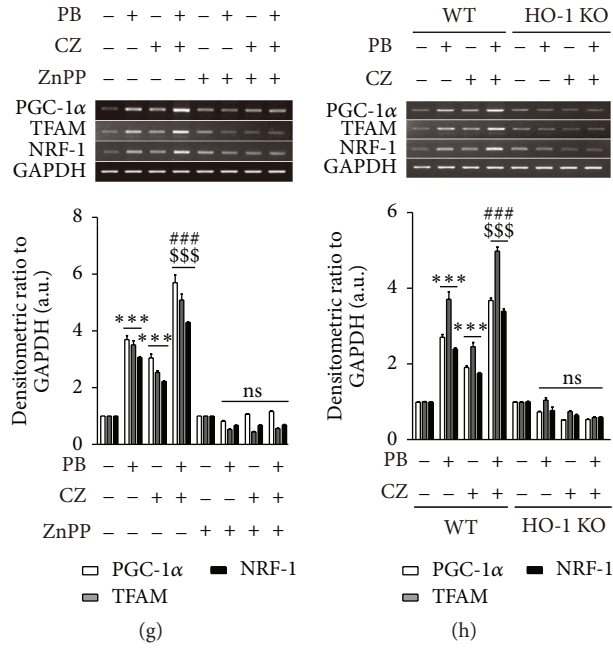 PB − + − + − + − +
CZ − − + + − − + +
ZnPP − − − − + + + +
PGC-1α
TFAM
NRF-1
GAPDH
Densitometric ratio to
GAPDH (a.u.)
8
6
4
2
0
***
***
###
$$$
ns
PB − + − + − + − +
CZ − − + + − − + +
ZnPP − − − − + + + +
PGC-1α
NRF-1
TFAM
(g)
WT HO-1 KO
PB − + − + − + − +
CZ − − + + − − + +
PGC-1α
TFAM
NRF-1
GAPDH
Densitometric ratio to
GAPDH (a.u.)
6
4
2
0
***
***
###
$$$
ns
PB − + − + − + − +
CZ − − + + − − + +
WT HO-1 KO
PGC-1α
NRF-1
TFAM
(h)